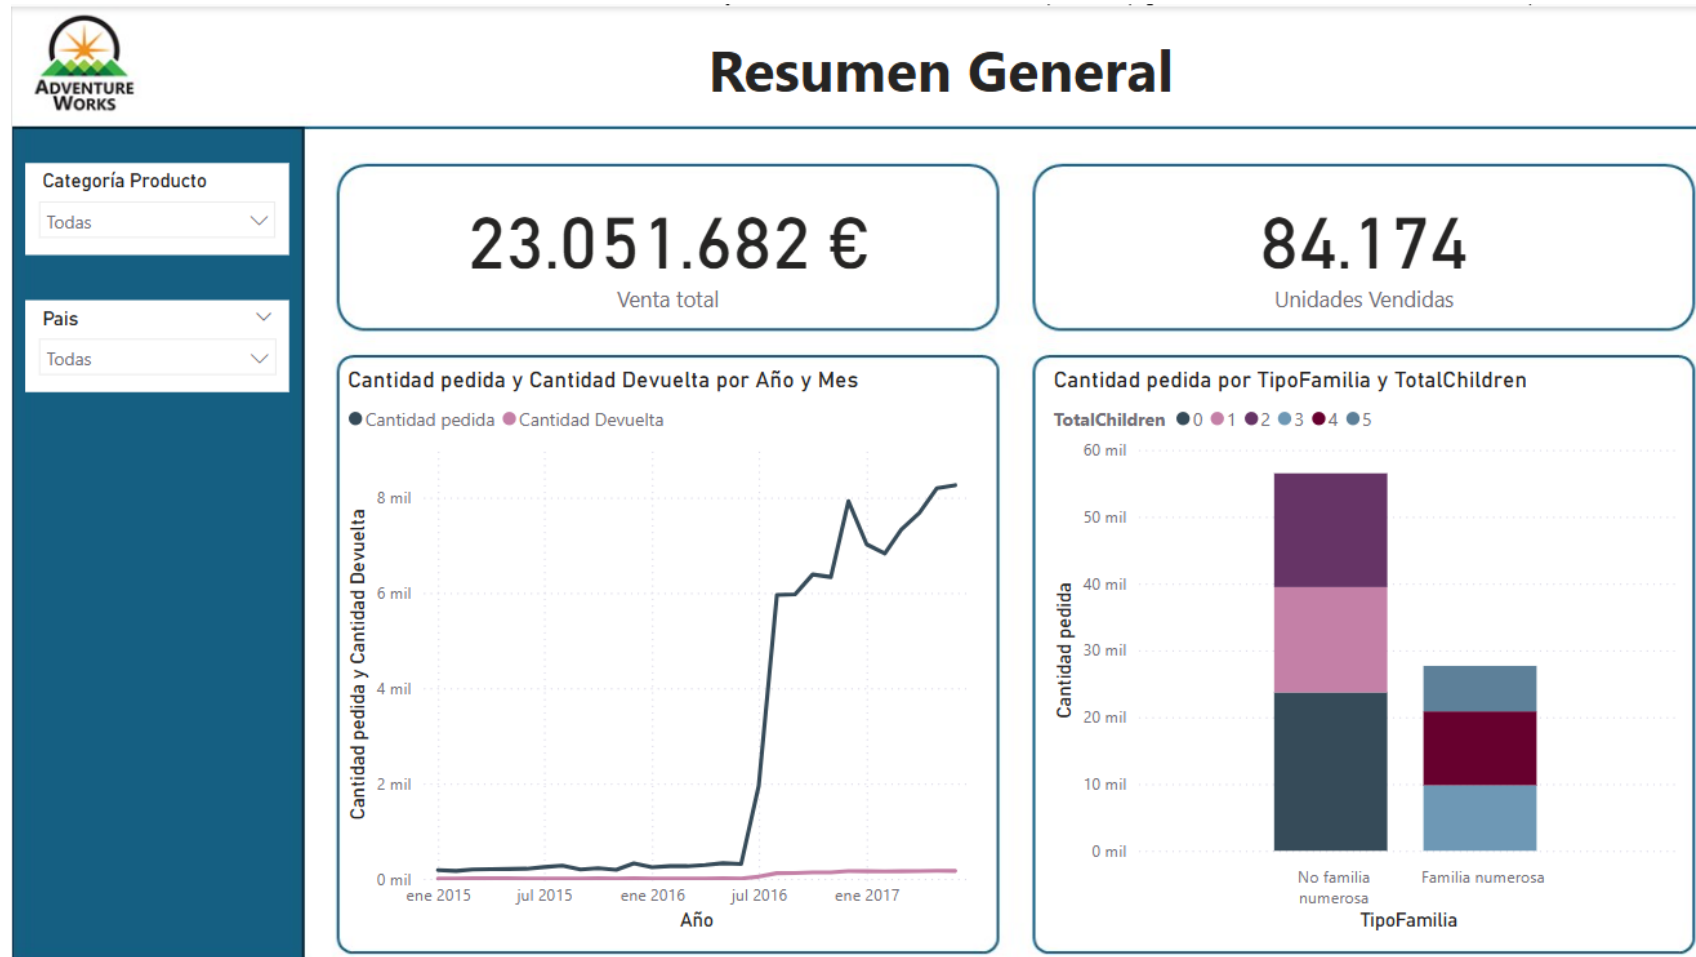 ADVENTURE
WORKS
Resumen General
Categoría Producto
Todas
Pais
Todas
23.051.682 €
Venta total
84.174
Unidades Vendidas
Cantidad pedida y Cantidad Devuelta por Año y Mes
Cantidad pedida Cantidad Devuelta
Cantidad pedida y Cantidad Devuelta
8 mil
6 mil
4 mil
2 mil
0 mil
ene 2015 jul 2015 ene 2016 jul 2016 ene 2017
Año
Cantidad pedida por TipoFamilia y TotalChildren
TotalChildren 0 1 2 3 4 5
Cantidad pedida
60 mil
50 mil
40 mil
30 mil
20 mil
10 mil
0 mil
No familia
numerosa
Familia numerosa
TipoFamilia